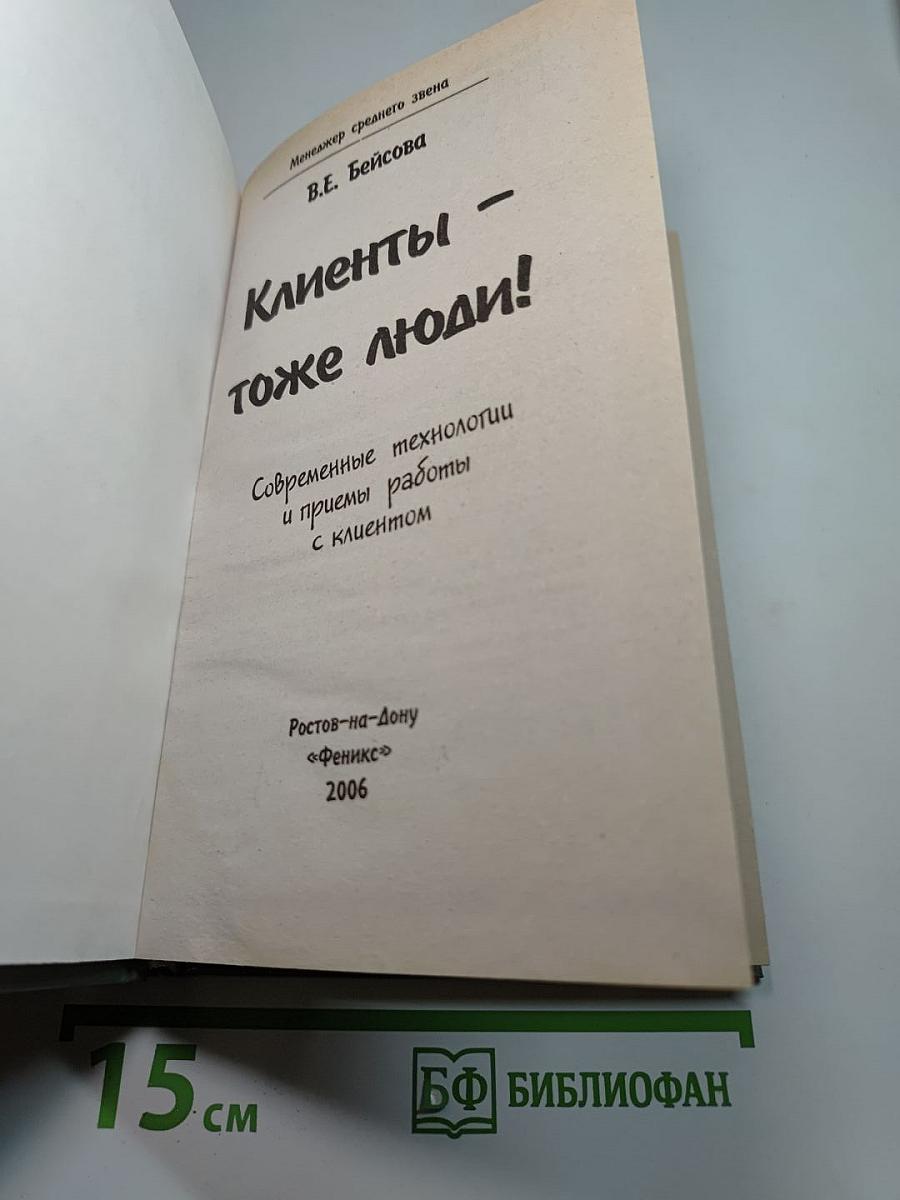 Менеджер среднего звена
В.Е. Бейсова
Клиенты –
тоже люди!
Современные технологии
и приемы работы
с клиентом
Ростов-на-Дону
«Феникс»
2006
15 см
БФ БИБЛИОФАН